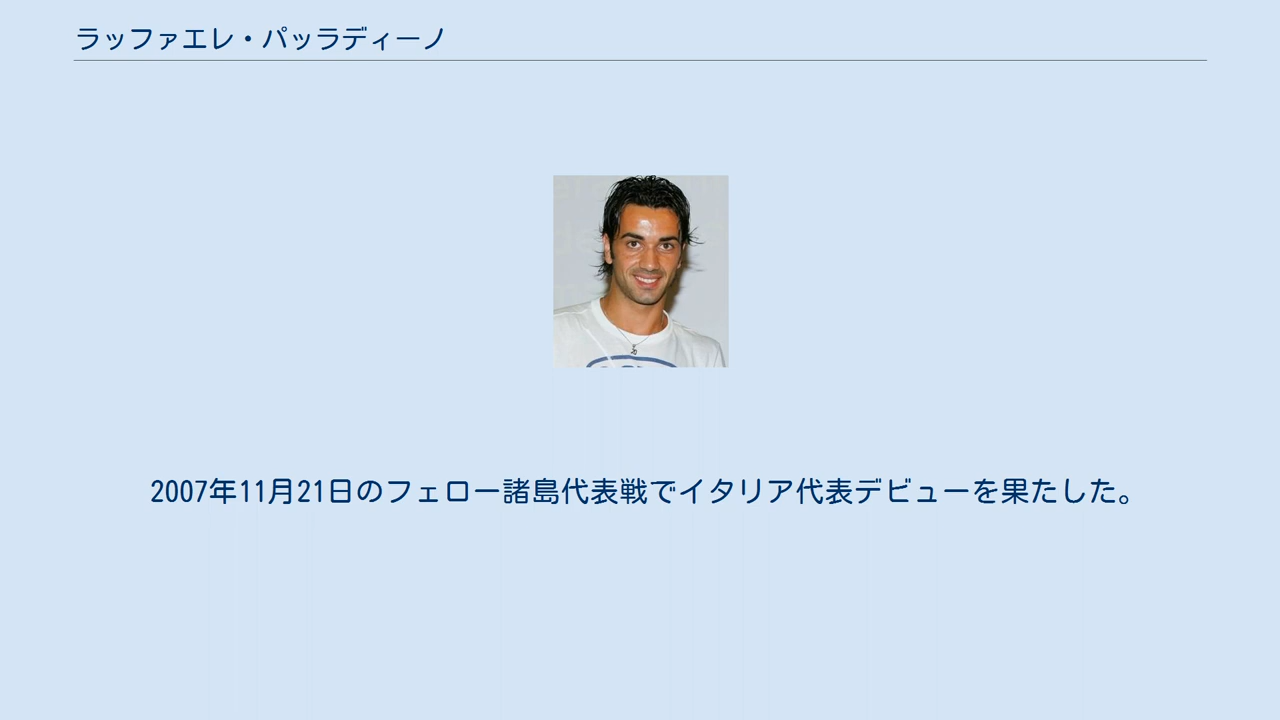 ラッファエレ・パッラディーノ
2007年11月21日のフェロー諸島代表戦でイタリア代表デビューを果たした。